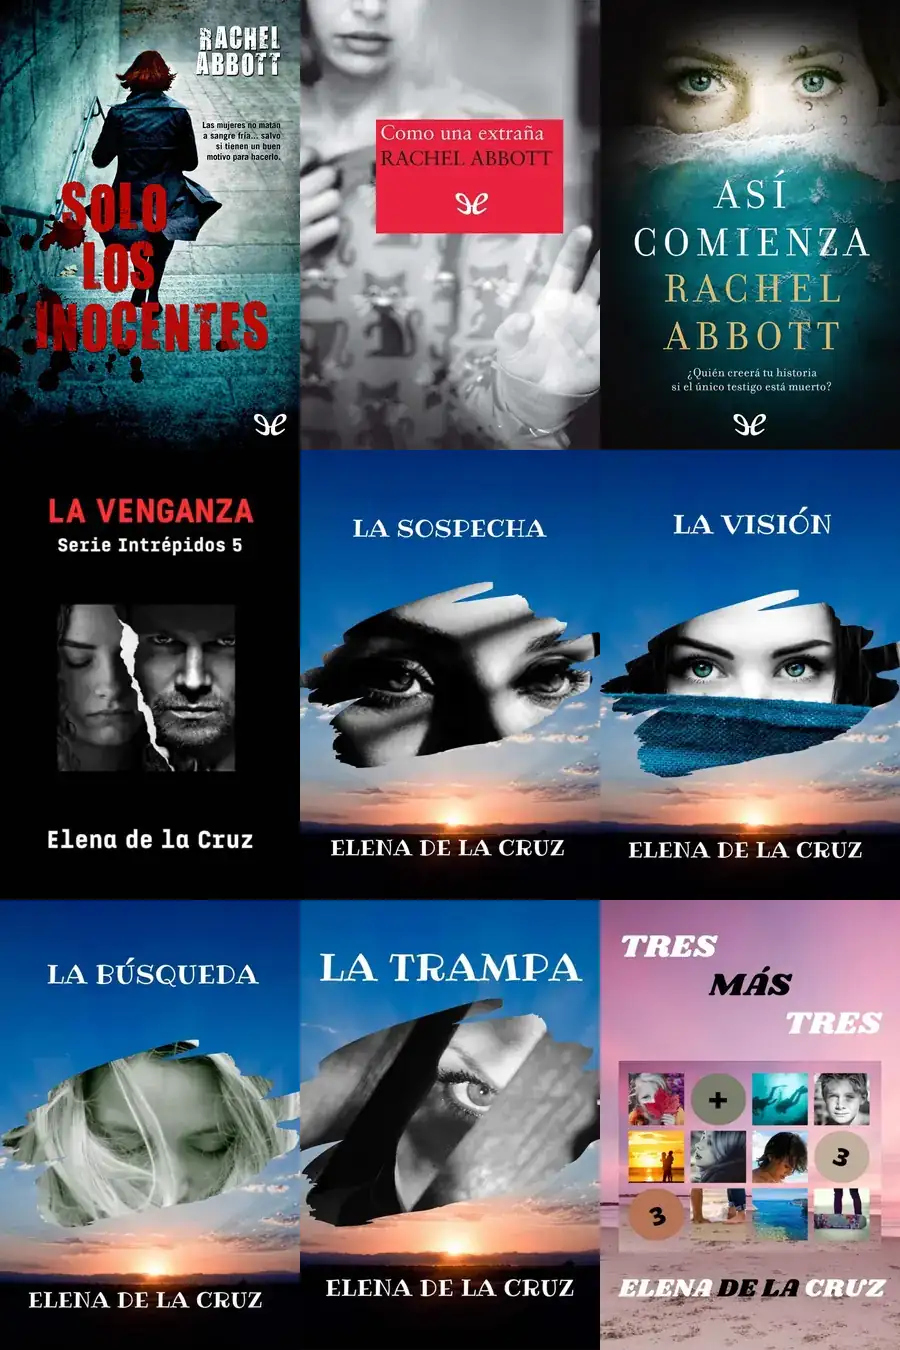 RACHEL
ABBOTT
Las mujeres no matan
a sangre fría... salvo
si tienen un buen
motivo para hacerlo.
SOLO
LOS
INOCENTES
Como una extraña
RACHEL ABBOTT
ASÍ
COMIENZA
RACHEL
ABBOTT
¿Quién creerá tu historia
si el único testigo está muerto?
LA VENGANZA
Serie Intrépidos 5
Elena de la Cruz
LA SOSPECHA
ELENA DE LA CRUZ
LA VISIÓN
ELENA DE LA CRUZ
LA BÚSQUEDA
ELENA DE LA CRUZ
LA TRAMPA
ELENA DE LA CRUZ
TRES
MÁS
TRES
+
3
3
ELENA DE LA CRUZ